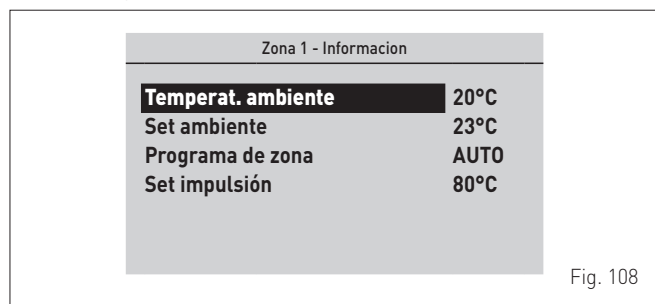 Zona 1 - Informacion
Temperat. ambiente 20°C
Set ambiente 23°C
Programa de zona AUTO
Set impulsión 80°C
Fig. 108